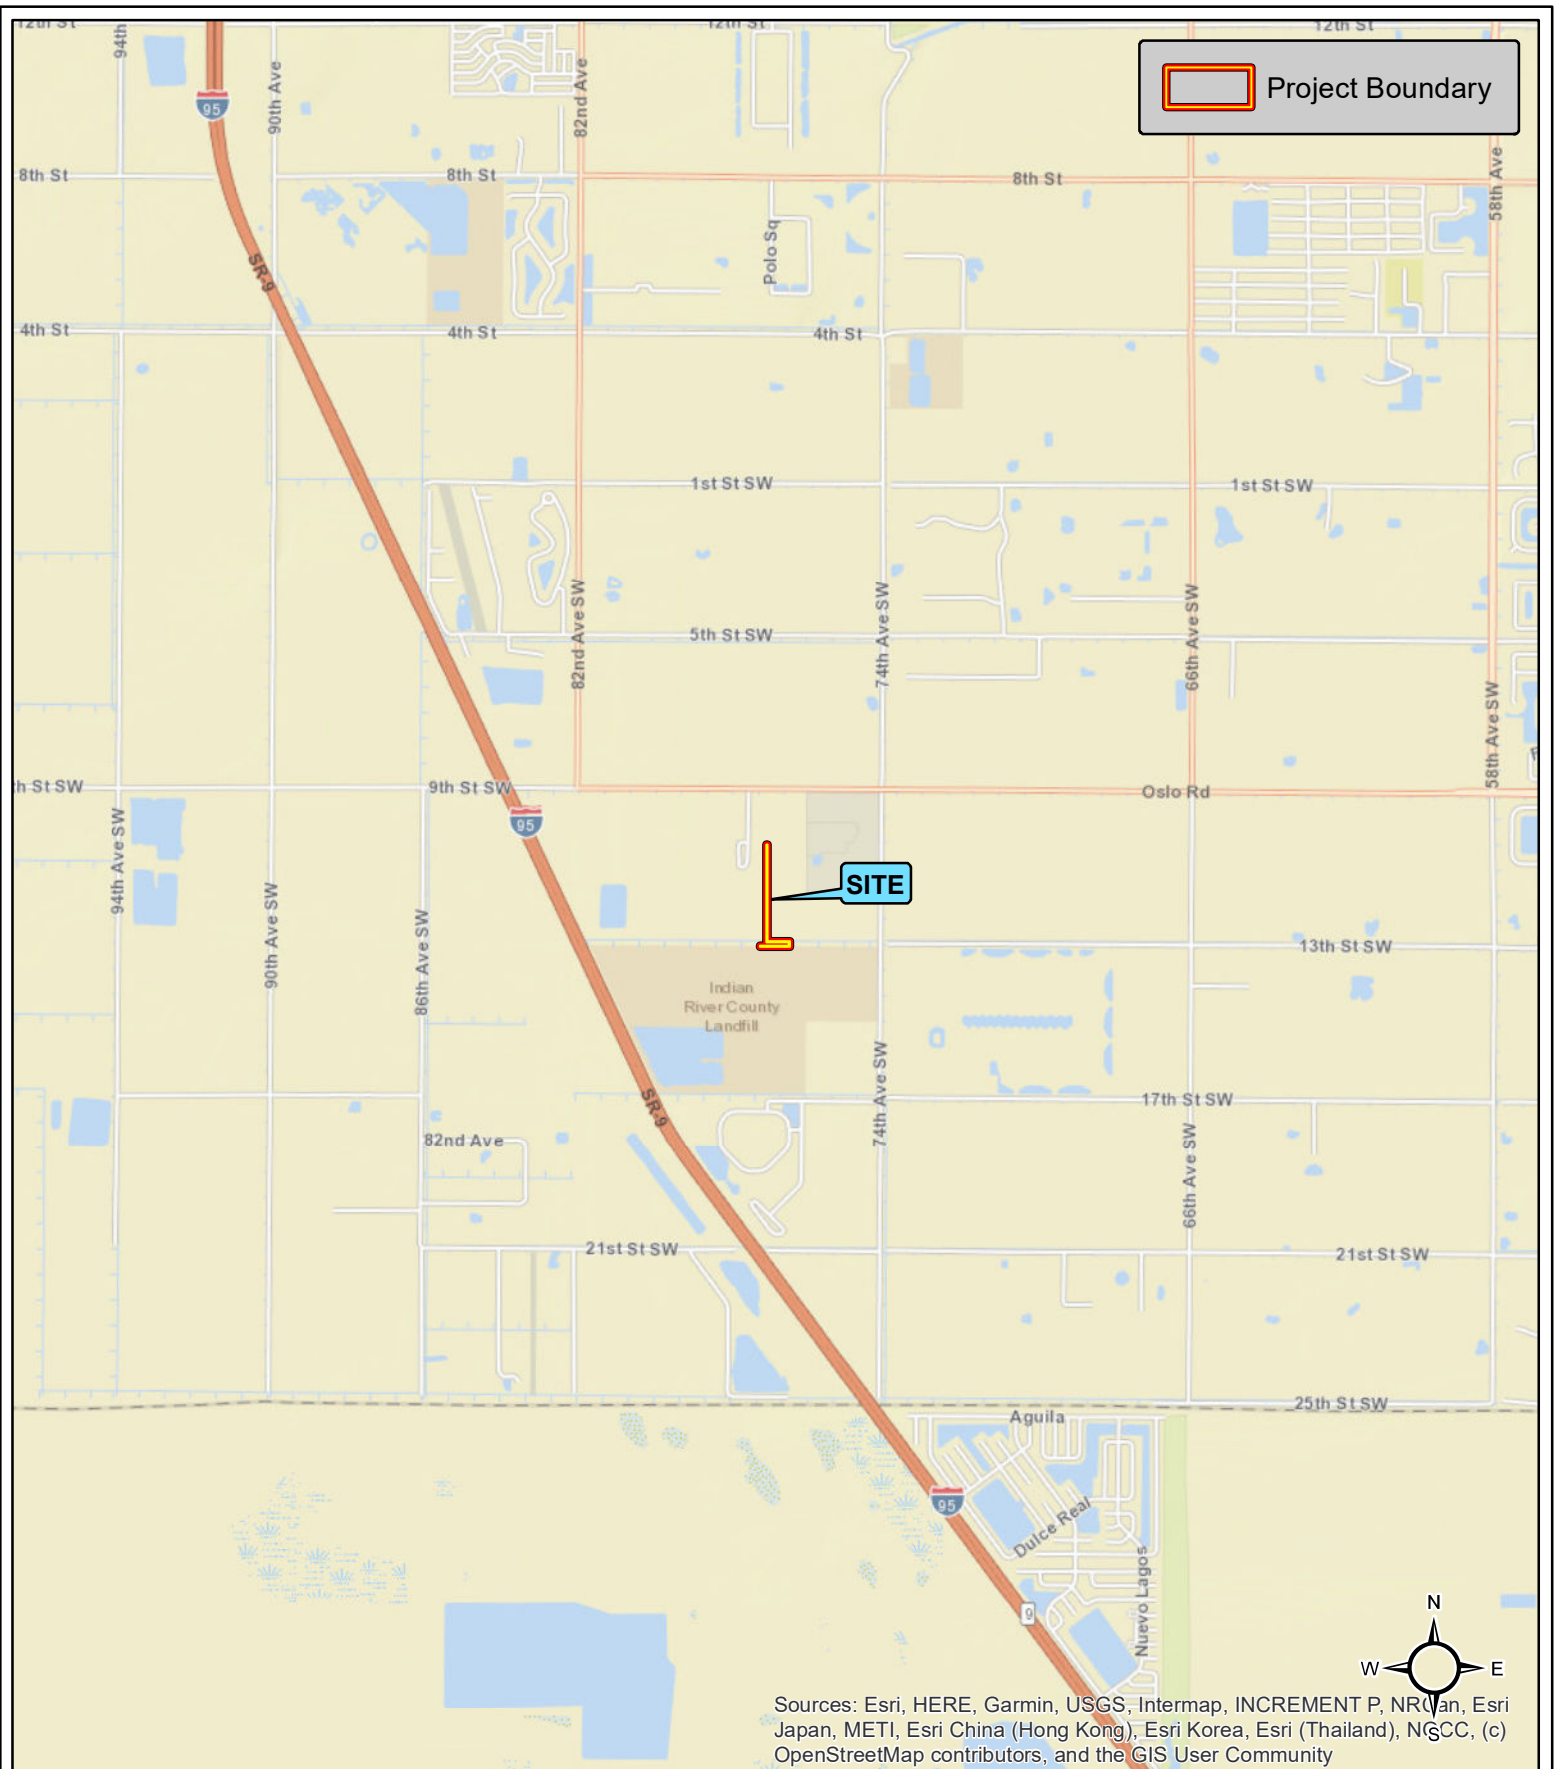 12th St
12th St
12th St
94th
90th Ave
82nd Ave
Project Boundary
95
58th Ave
8th St
8th St
8th St
Polo Sq
SR-9
4th St
4th St
4th St
1st St SW
1st St SW
82nd Ave SW
74th Ave SW
66th Ave SW
5th St SW
58th Ave SW
th St SW
9th St SW
Oslo Rd
95
94th Ave SW
SITE
90th Ave SW
86th Ave SW
13th St SW
Indian
River County
Landfill
74th Ave SW
SR-9
17th St SW
82nd Ave
66th Ave SW
21st St SW
21st St SW
25th St SW
Aguila
95
Dulce Real
Nuevo Lagos
9
N
W
E
S
Sources: Esri, HERE, Garmin, USGS, Intermap, INCREMENT P, NRCan, Esri
Japan, METI, Esri China (Hong Kong), Esri Korea, Esri (Thailand), NGCC, (c)
OpenStreetMap contributors, and the GIS User Community